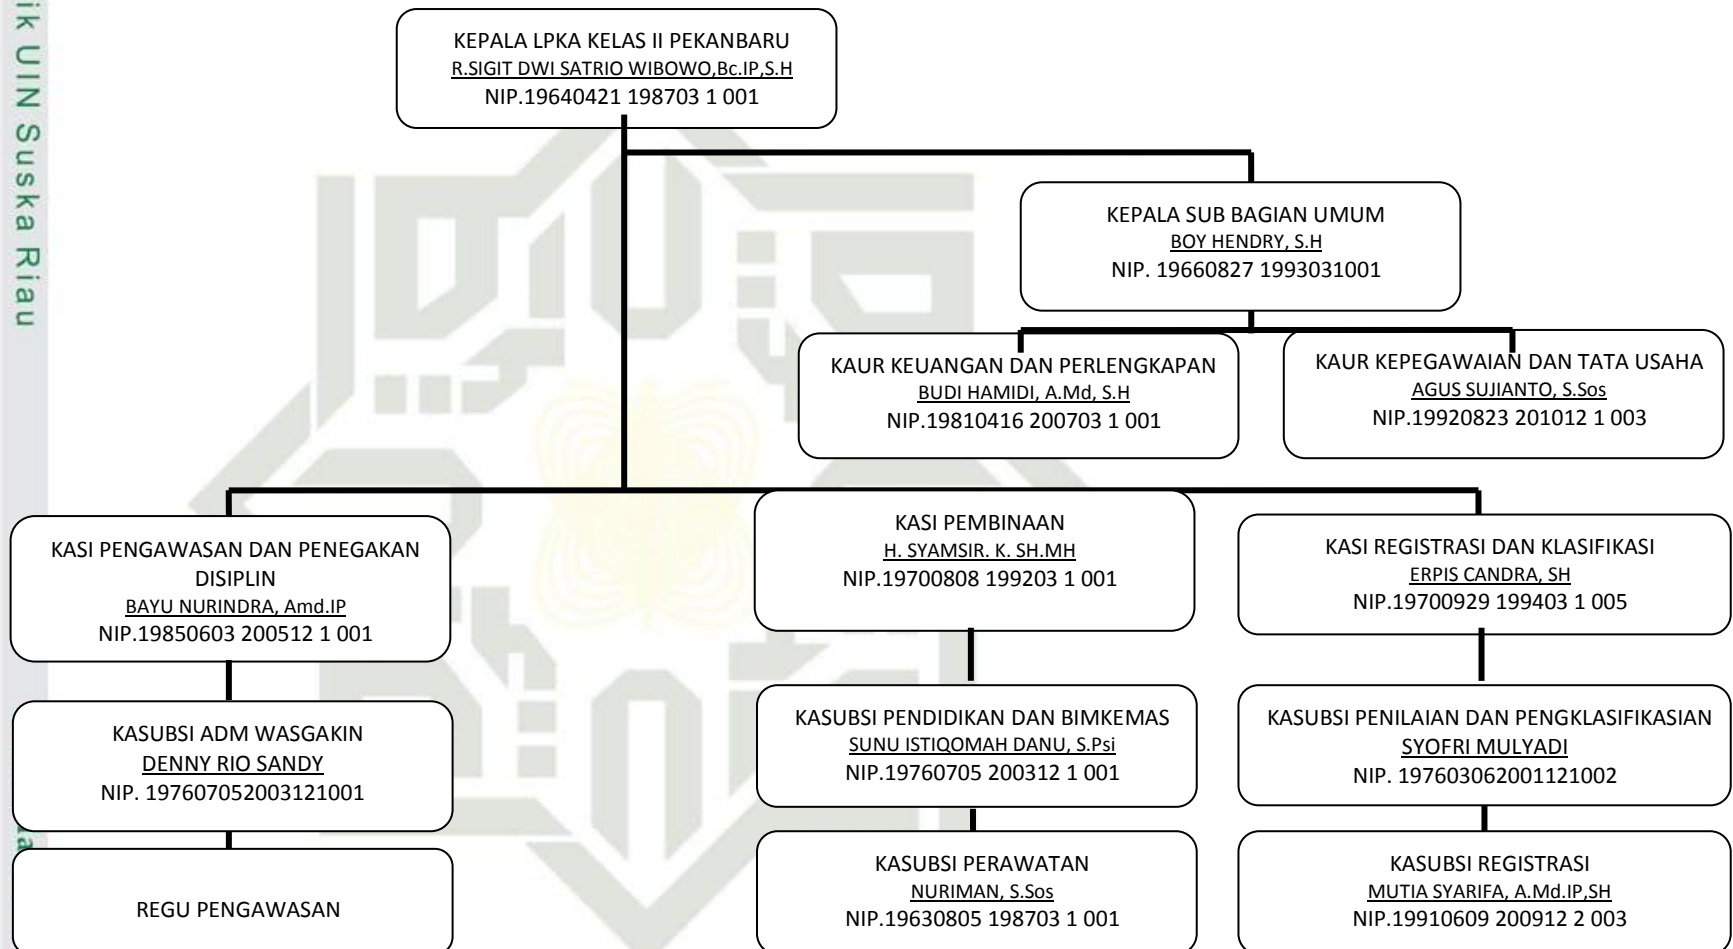 ik UIN Suska Riau
KEPALA LPKA KELAS II PEKANBARU
R.SIGIT DWI SATRIO WIBOWO,Bc.IP,S.H
NIP.19640421 198703 1 001
KEPALA SUB BAGIAN UMUM
BOY HENDRY, S.H
NIP. 19660827 1993031001
KAUR KEUANGAN DAN PERLENGKAPAN
BUDI HAMIDI, A.Md, S.H
NIP.19810416 200703 1 001
KAUR KEPEGAWAIAN DAN TATA USAHA
AGUS SUJIANTO, S.Sos
NIP.19920823 201012 1 003
KASI PENGAWASAN DAN PENEGAKAN
DISIPLIN
BAYU NURINDRA, Amd.IP
NIP.19850603 200512 1 001
KASI PEMBINAAN
H. SYAMSIR. K. SH.MH
NIP.19700808 199203 1 001
KASI REGISTRASI DAN KLASIFIKASI
ERPIS CANDRA, SH
NIP.19700929 199403 1 005
KASUBSI ADM WASGAKIN
DENNY RIO SANDY
NIP. 197607052003121001
KASUBSI PENDIDIKAN DAN BIMKEMAS
SUNU ISTIQOMAH DANU, S.Psi
NIP.19760705 200312 1 001
KASUBSI PENILAIAN DAN PENGKLASIFIKASIAN
SYOFRI MULYADI
NIP. 197603062001121002
REGU PENGAWASAN
KASUBSI PERAWATAN
NURIMAN, S.Sos
NIP.19630805 198703 1 001
KASUBSI REGISTRASI
MUTIA SYARIFA, A.Md.IP,SH
NIP.19910609 200912 2 003